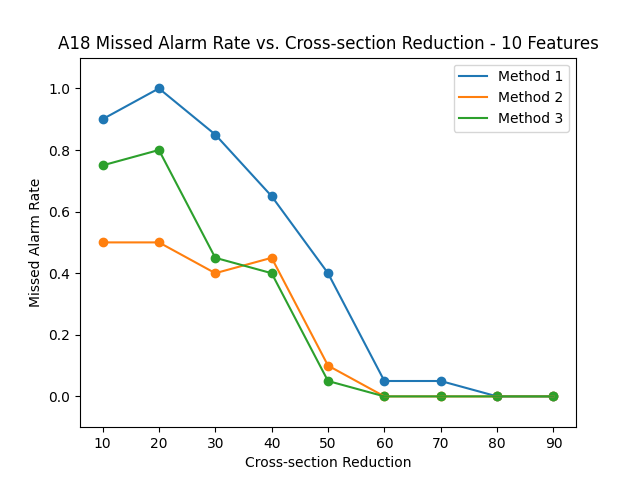 A18 Missed Alarm Rate vs. Cross-section Reduction - 10 Features
Method 1
Method 2
Method 3
Missed Alarm Rate
1.0
0.8
0.6
0.4
0.2
0.0
10 20 30 40 50 60 70 80 90
Cross-section Reduction